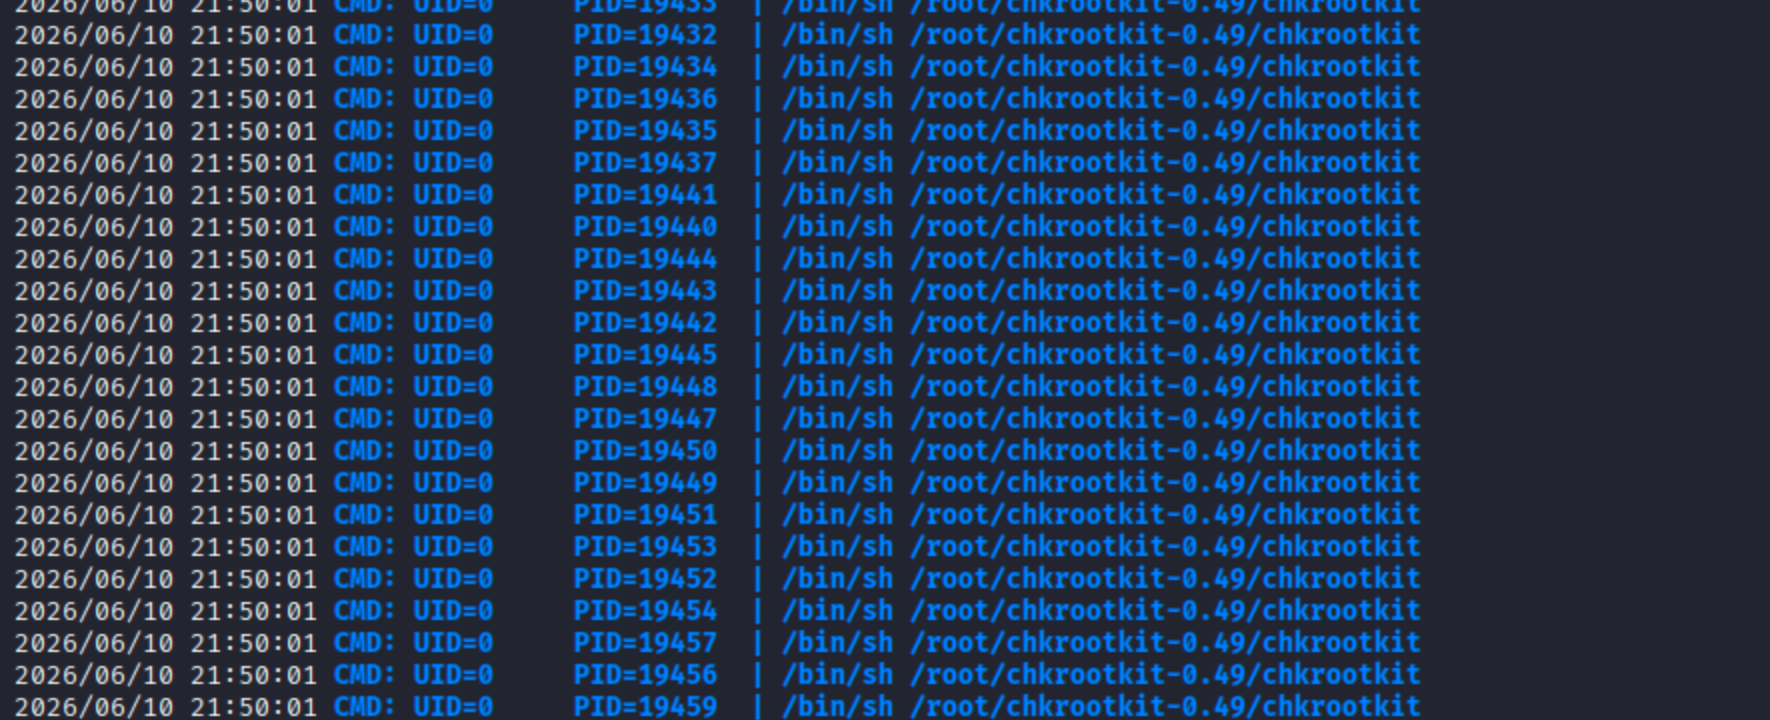 2026/06/10 21:50:01 CMD: UID=0     PID=19433  | /bin/sh /root/chkrootkit-0.49/chkrootkit
2026/06/10 21:50:01 CMD: UID=0     PID=19432  | /bin/sh /root/chkrootkit-0.49/chkrootkit
2026/06/10 21:50:01 CMD: UID=0     PID=19434  | /bin/sh /root/chkrootkit-0.49/chkrootkit
2026/06/10 21:50:01 CMD: UID=0     PID=19436  | /bin/sh /root/chkrootkit-0.49/chkrootkit
2026/06/10 21:50:01 CMD: UID=0     PID=19435  | /bin/sh /root/chkrootkit-0.49/chkrootkit
2026/06/10 21:50:01 CMD: UID=0     PID=19437  | /bin/sh /root/chkrootkit-0.49/chkrootkit
2026/06/10 21:50:01 CMD: UID=0     PID=19441  | /bin/sh /root/chkrootkit-0.49/chkrootkit
2026/06/10 21:50:01 CMD: UID=0     PID=19440  | /bin/sh /root/chkrootkit-0.49/chkrootkit
2026/06/10 21:50:01 CMD: UID=0     PID=19444  | /bin/sh /root/chkrootkit-0.49/chkrootkit
2026/06/10 21:50:01 CMD: UID=0     PID=19443  | /bin/sh /root/chkrootkit-0.49/chkrootkit
2026/06/10 21:50:01 CMD: UID=0     PID=19442  | /bin/sh /root/chkrootkit-0.49/chkrootkit
2026/06/10 21:50:01 CMD: UID=0     PID=19445  | /bin/sh /root/chkrootkit-0.49/chkrootkit
2026/06/10 21:50:01 CMD: UID=0     PID=19448  | /bin/sh /root/chkrootkit-0.49/chkrootkit
2026/06/10 21:50:01 CMD: UID=0     PID=19447  | /bin/sh /root/chkrootkit-0.49/chkrootkit
2026/06/10 21:50:01 CMD: UID=0     PID=19450  | /bin/sh /root/chkrootkit-0.49/chkrootkit
2026/06/10 21:50:01 CMD: UID=0     PID=19449  | /bin/sh /root/chkrootkit-0.49/chkrootkit
2026/06/10 21:50:01 CMD: UID=0     PID=19451  | /bin/sh /root/chkrootkit-0.49/chkrootkit
2026/06/10 21:50:01 CMD: UID=0     PID=19453  | /bin/sh /root/chkrootkit-0.49/chkrootkit
2026/06/10 21:50:01 CMD: UID=0     PID=19452  | /bin/sh /root/chkrootkit-0.49/chkrootkit
2026/06/10 21:50:01 CMD: UID=0     PID=19454  | /bin/sh /root/chkrootkit-0.49/chkrootkit
2026/06/10 21:50:01 CMD: UID=0     PID=19457  | /bin/sh /root/chkrootkit-0.49/chkrootkit
2026/06/10 21:50:01 CMD: UID=0     PID=19456  | /bin/sh /root/chkrootkit-0.49/chkrootkit
2026/06/10 21:50:01 CMD: UID=0     PID=19459  | /bin/sh /root/chkrootkit-0.49/chkrootkit